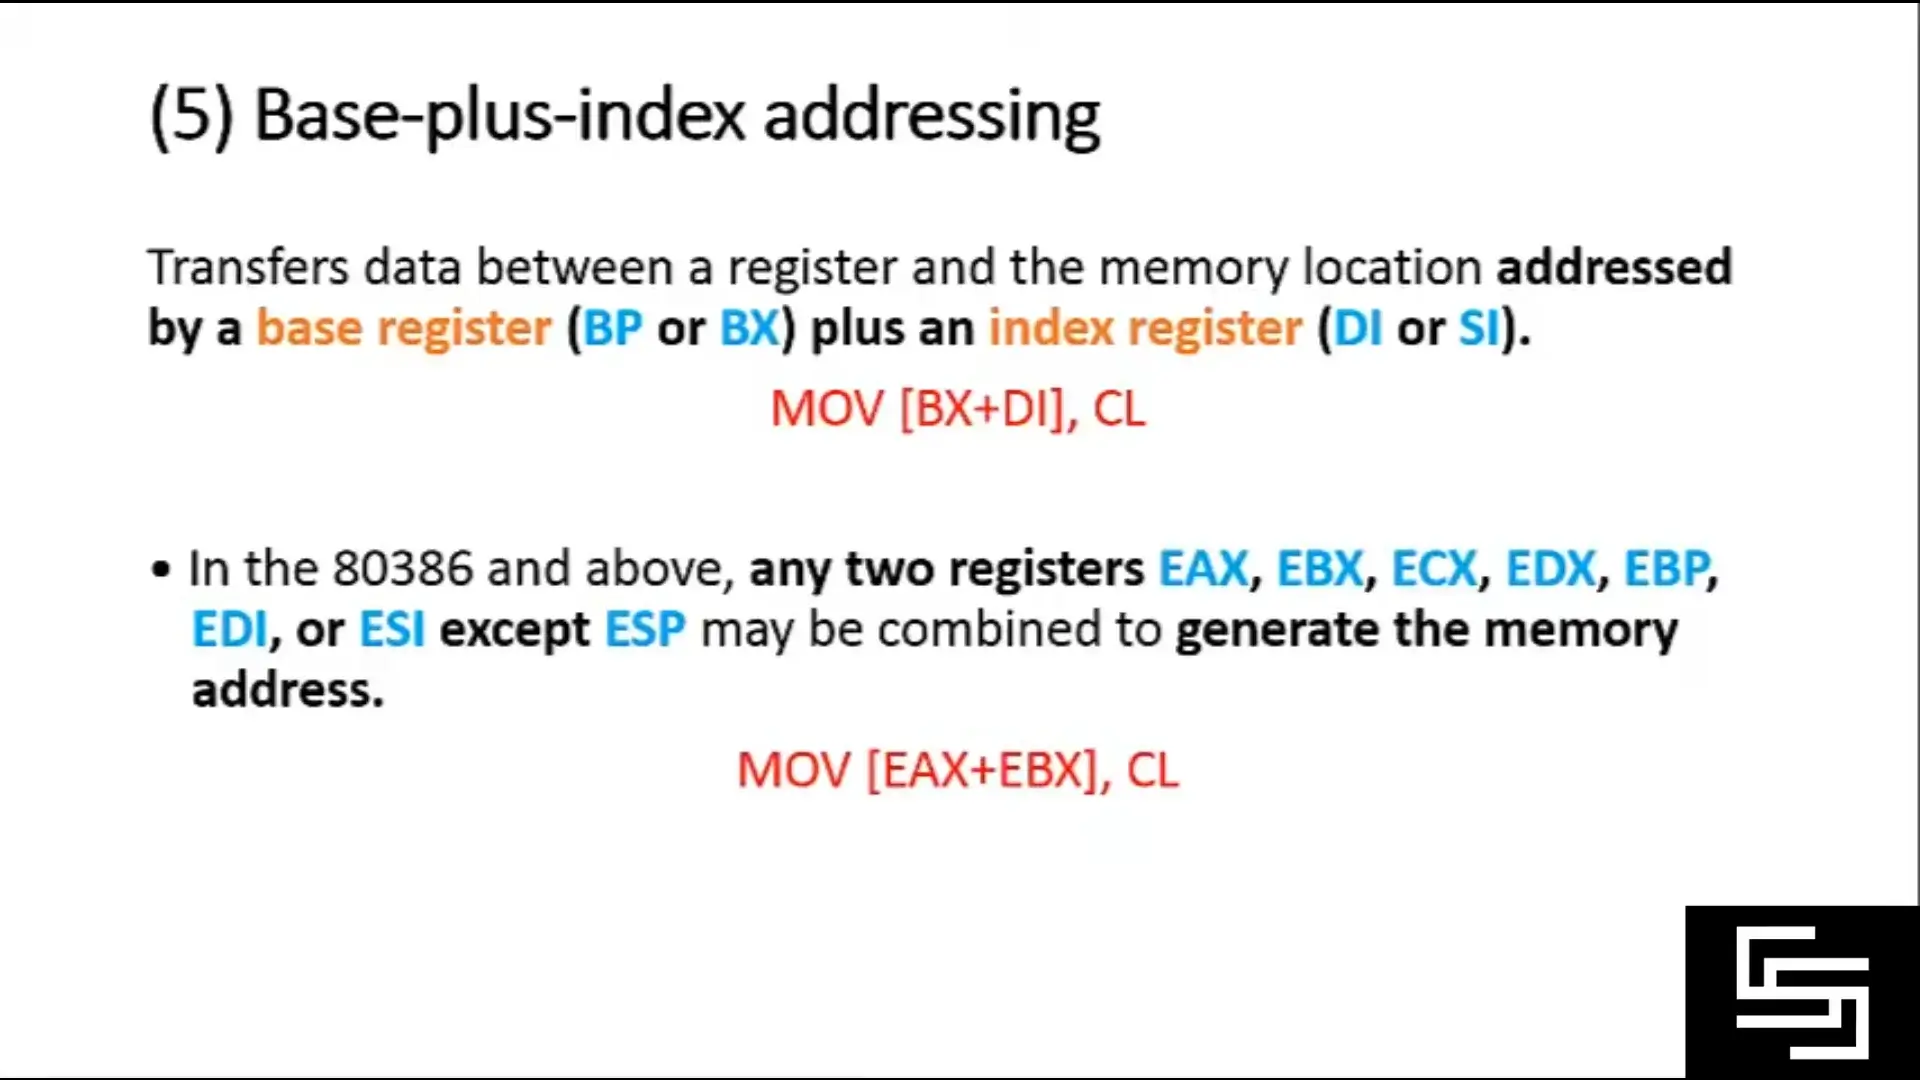 (5) Base-plus-index addressing
Transfers data between a register and the memory location addressed
by a base register (BP or BX) plus an index register (DI or SI).
MOV [BX+DI], CL
• In the 80386 and above, any two registers EAX, EBX, ECX, EDX, EBP,
EDI, or ESI except ESP may be combined to generate the memory
address.
MOV [EAX+EBX], CL